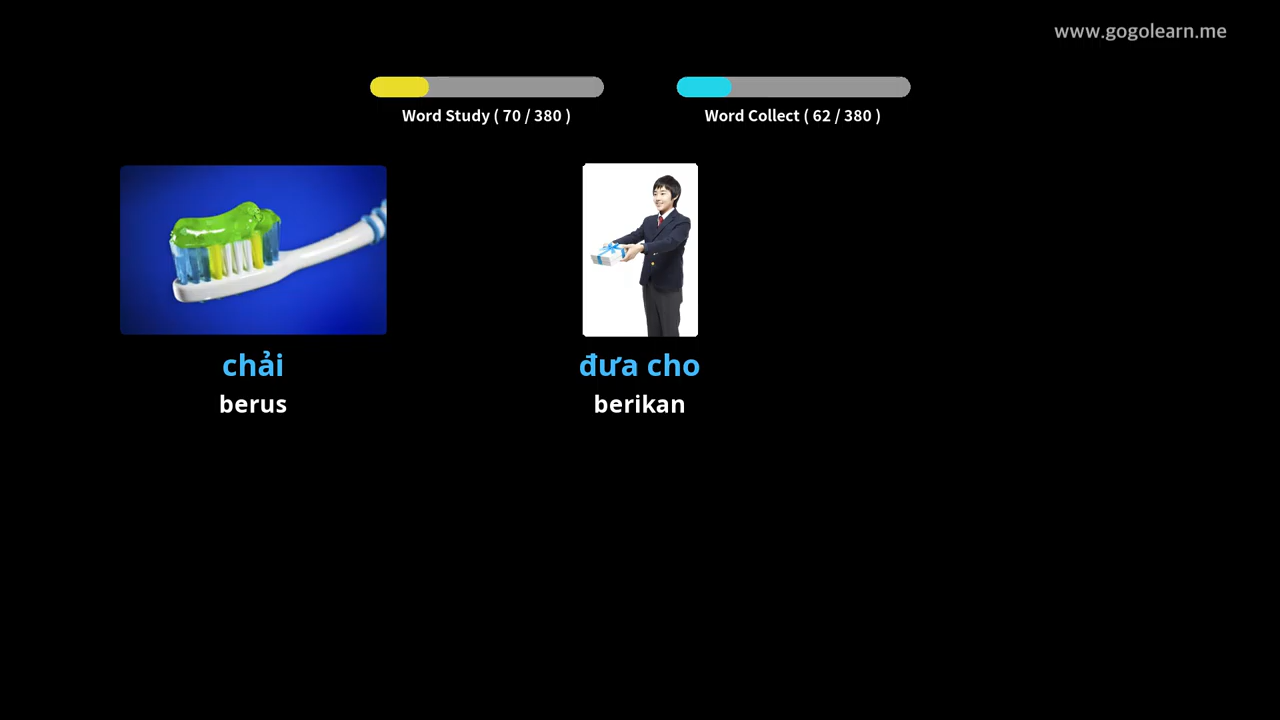 www.gogolearn.me
Word Study ( 70 / 380 )
Word Collect ( 62 / 380 )
chải
đưa cho
berus
berikan